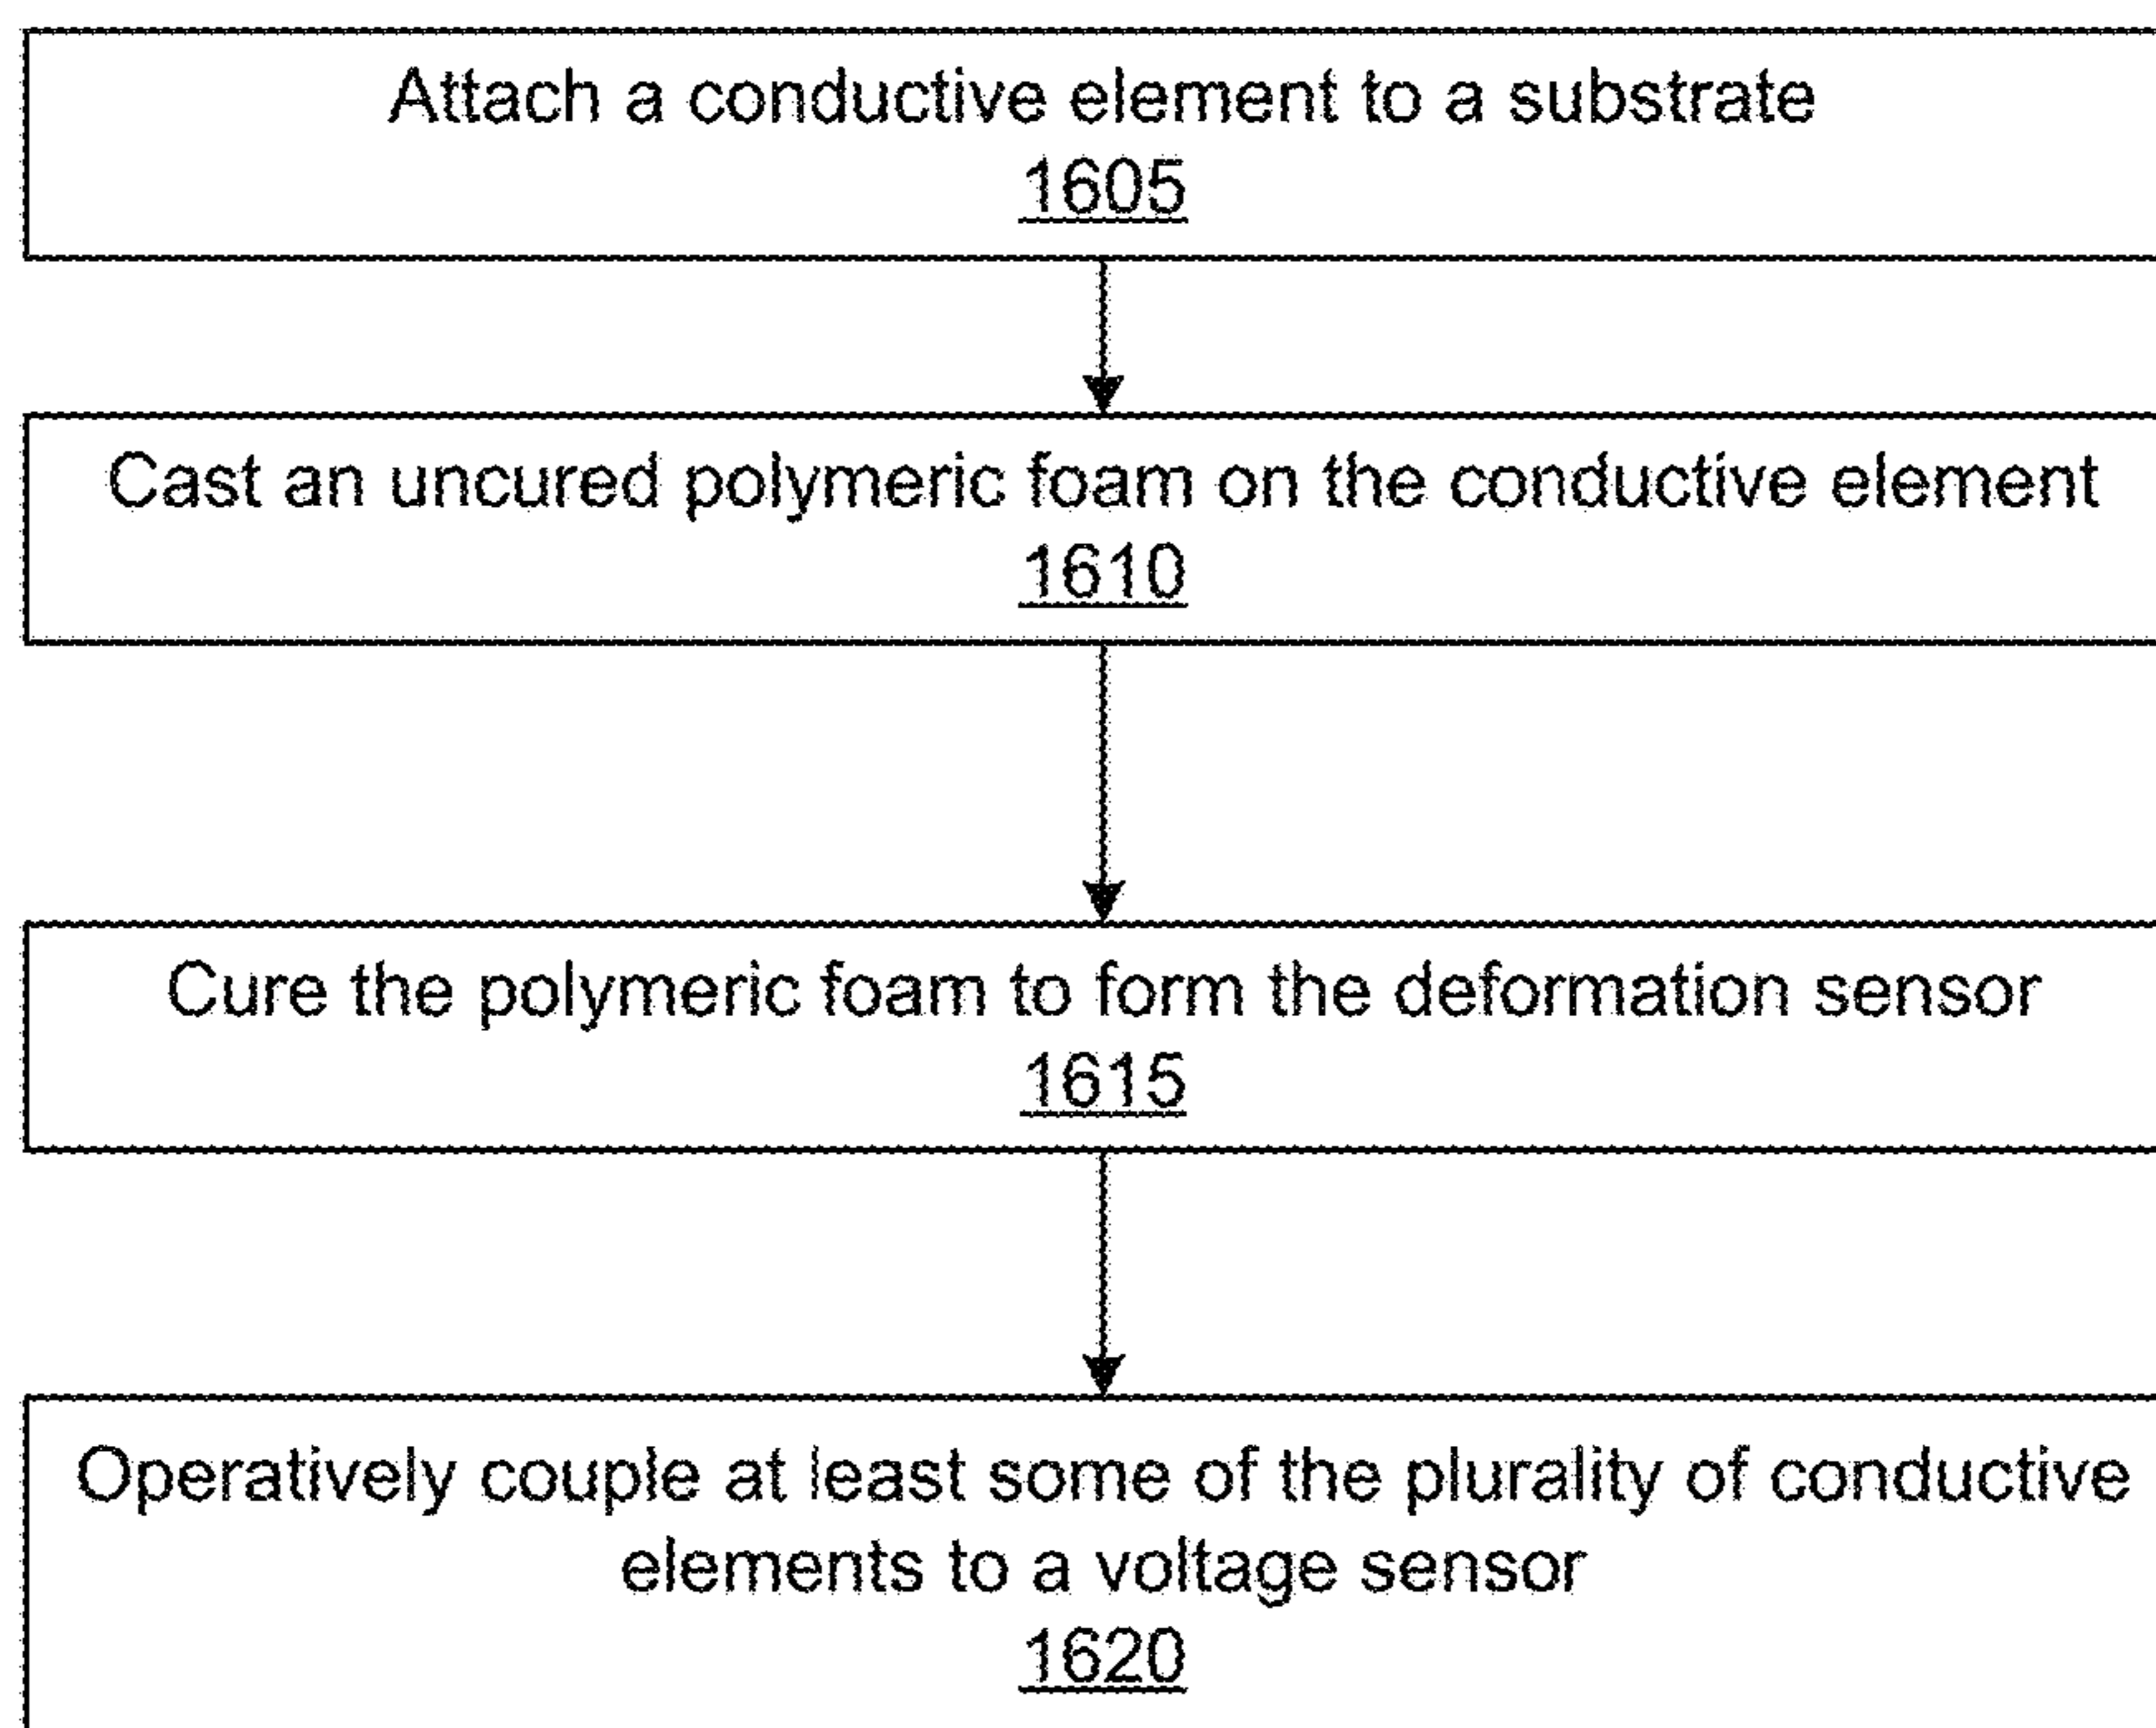 Attach a conductive element to a substrate
1605
Cast an uncured polymeric foam on the conductive element
1610
Cure the polymeric foam to form the deformation sensor
1615
Operatively couple at least some of the plurality of conductive
elements to a voltage sensor
1620